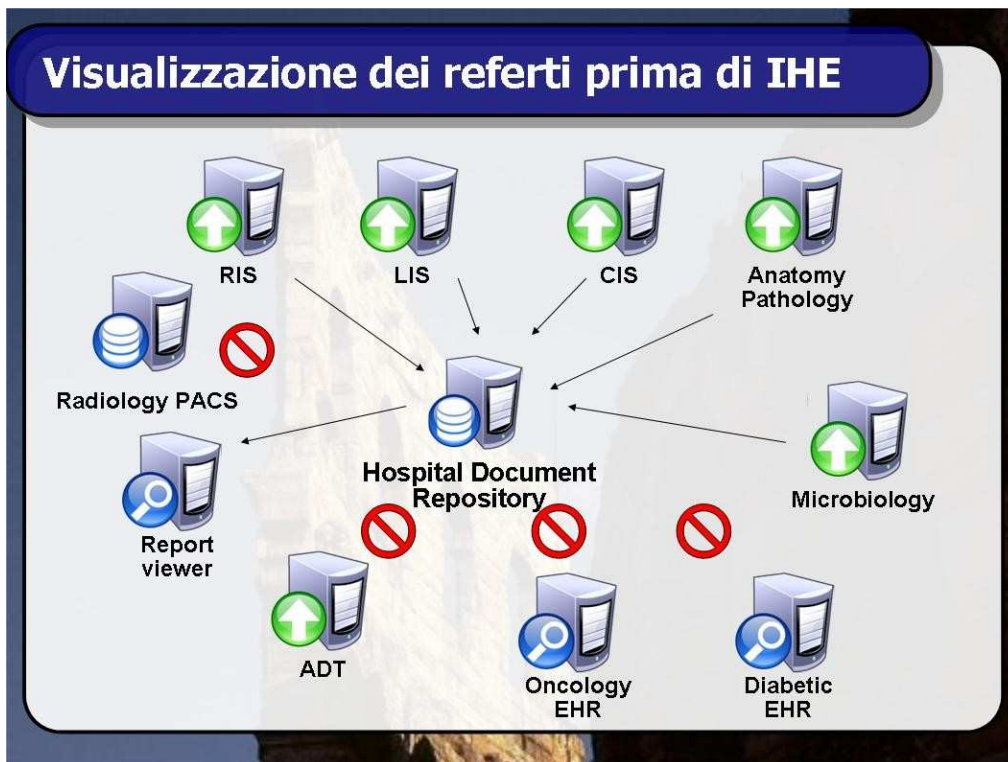 Visualizzazione dei referti prima di IHE
RIS
LIS
CIS
Anatomy
Pathology
Radiology PACS
Hospital Document
Repository
Microbiology
Report
viewer
ADT
Oncology
EHR
Diabetic
EHR